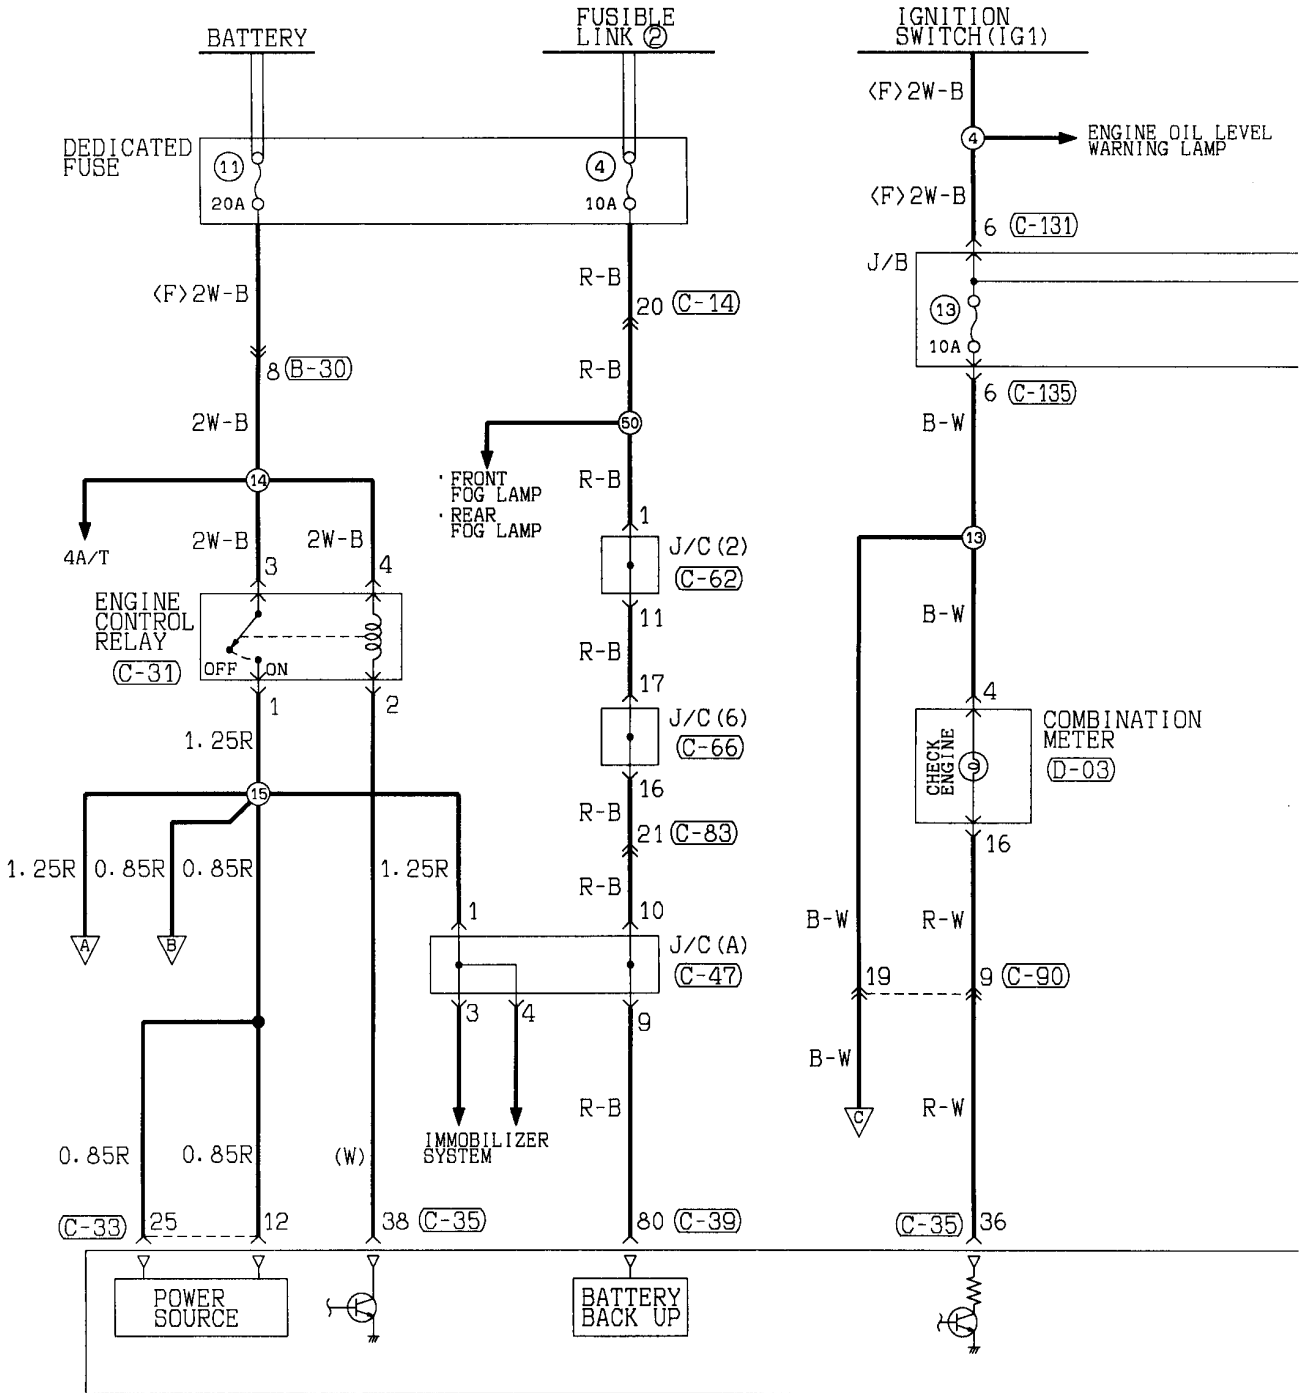 BATTERY
FUSIBLE
LINK ②
IGNITION
SWITCH(IG1)
<F>2W-B
4
ENGINE OIL LEVEL
WARNING LAMP
DEDICATED
FUSE
11
20A
4
10A
<F>2W-B
6 C-131
J/B
13
10A
6 C-135
<F>2W-B
R-B
20 C-14
8 B-30
R-B
B-W
2W-B
50
14
· FRONT
FOG LAMP
· REAR
FOG LAMP
R-B
4A/T
2W-B
2W-B
3
4
1
J/C(2)
C-62
11
13
ENGINE
CONTROL
RELAY
C-31
OFF
ON
R-B
B-W
1
2
17
J/C(6)
C-66
16
4
CHECK
ENGINE
COMBINATION
METER
D-03
16
1.25R
15
R-B
21 C-83
1.25R
0.85R
0.85R
1.25R
R-B
A
B
1
10
J/C(A)
C-47
3
4
9
B-W
R-W
19
9 C-90
B-W
C
R-W
R-B
IMMOBILIZER
SYSTEM
0.85R
0.85R
(W)
C-33 25
12
38 C-35
80 C-39
C-35 36
POWER
SOURCE
BATTERY
BACK UP